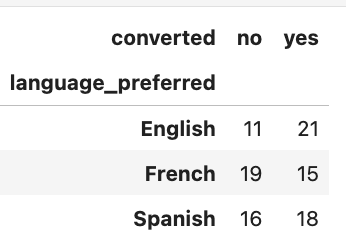 converted no yes
language_preferred
English 11 21
French 19 15
Spanish 16 18